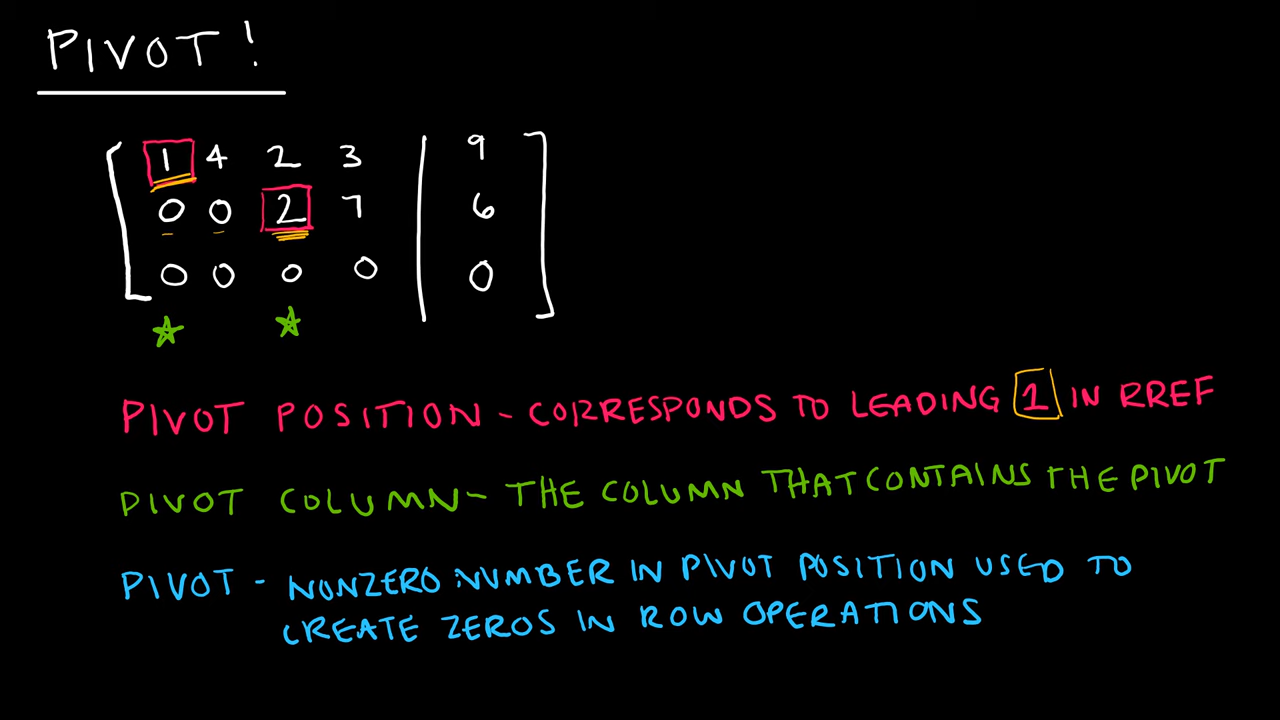 PIVOT!
1 4 2 3 | 9
0 0 2 7 | 6
0 0 0 0 | 0
PIVOT POSITION - CORRESPONDS TO LEADING 1 IN RREF
PIVOT COLUMN - THE COLUMN THAT CONTAINS THE PIVOT
PIVOT - NONZERO NUMBER IN PIVOT POSITION USED TO
CREATE ZEROS IN ROW OPERATIONS